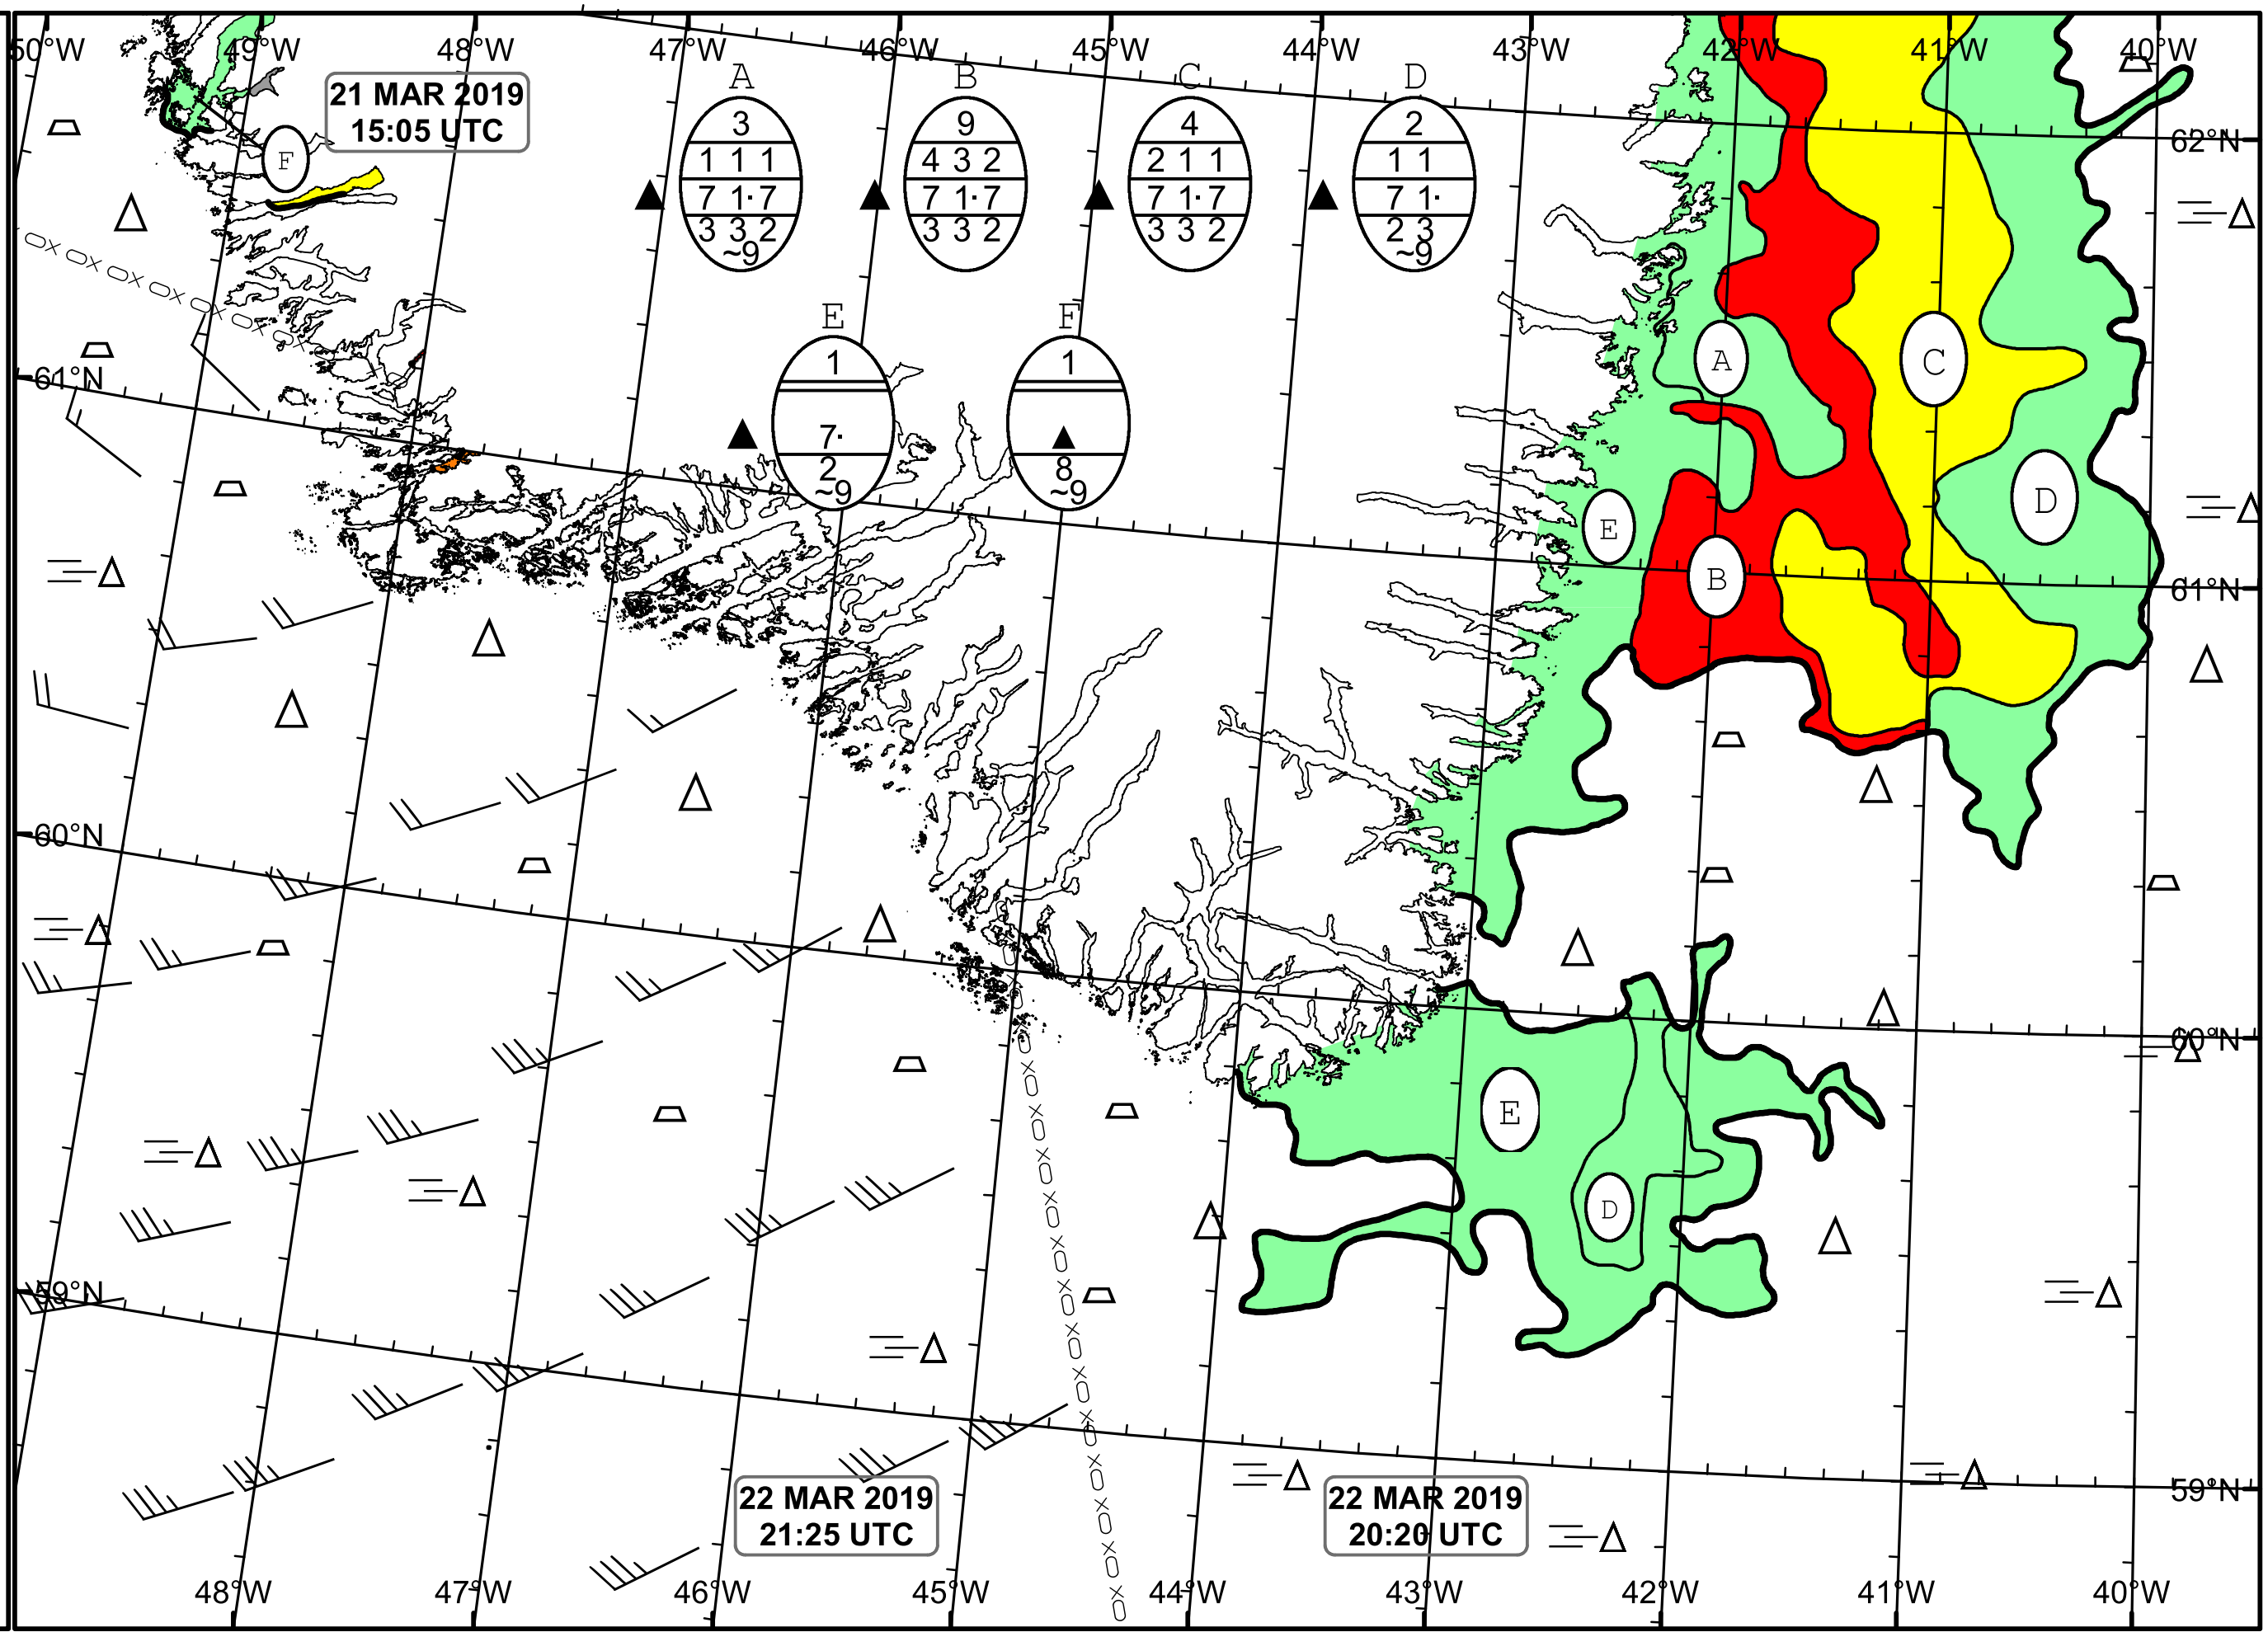 50°W 49°W 48°W 47°W 46°W 45°W 44°W 43°W 42°W 41°W 40°W
21 MAR 2019
15:05 UTC
A B C D
3 9 4 2
1 1 1 4 3 2 2 1 1 1 1
7 1· 7 7 1· 7 7 1· 7 7 1·
3 3 2 3 3 2 3 3 2 2 3
~9 ~9
62°N
F
E F
1 1
7·
2 8
~9 ~9
61°N
A
C
E
D
B
61°N
60°N
60°N
E
D
59°N
22 MAR 2019
21:25 UTC
22 MAR 2019
20:20 UTC
59°N
48°W 47°W 46°W 45°W 44°W 43°W 42°W 41°W 40°W